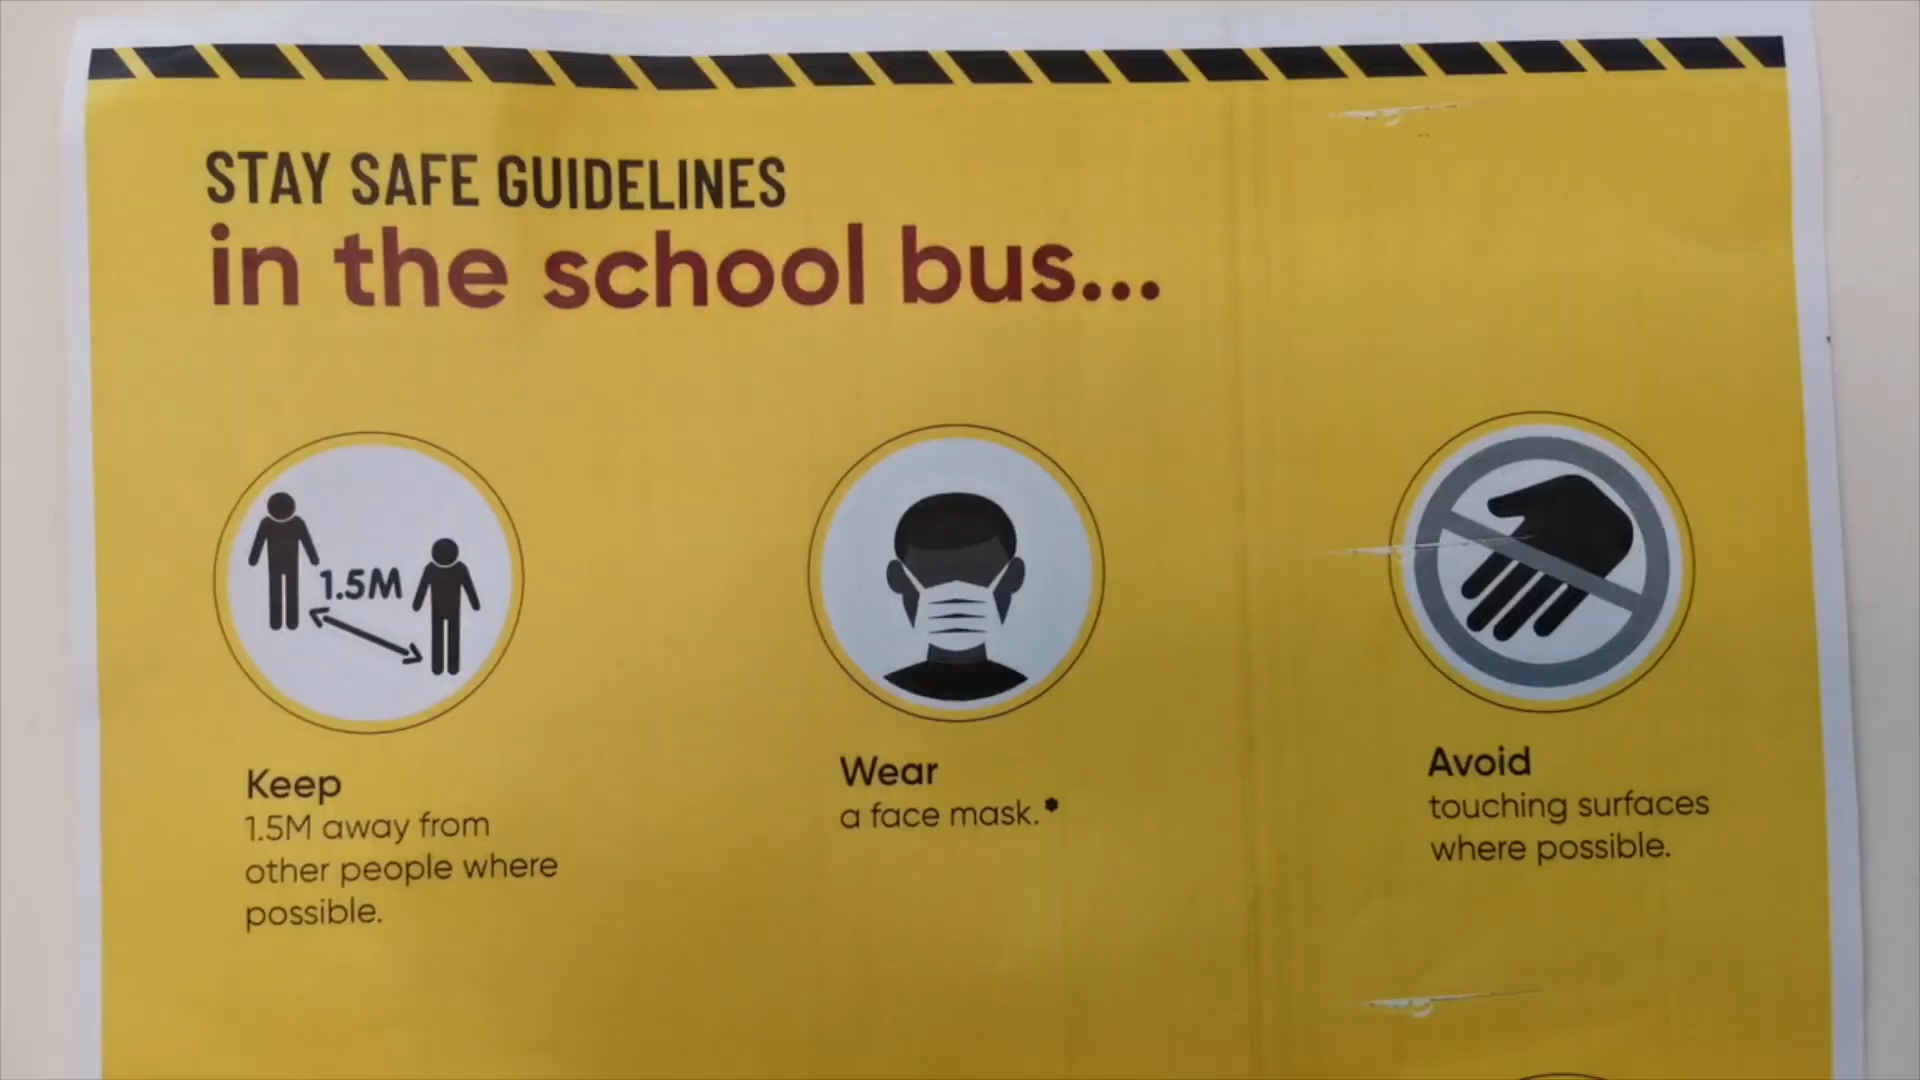 STAY SAFE GUIDELINES
in the school bus...
1.5M
Keep
1.5M away from
other people where
possible.
Wear
a face mask.*
Avoid
touching surfaces
where possible.